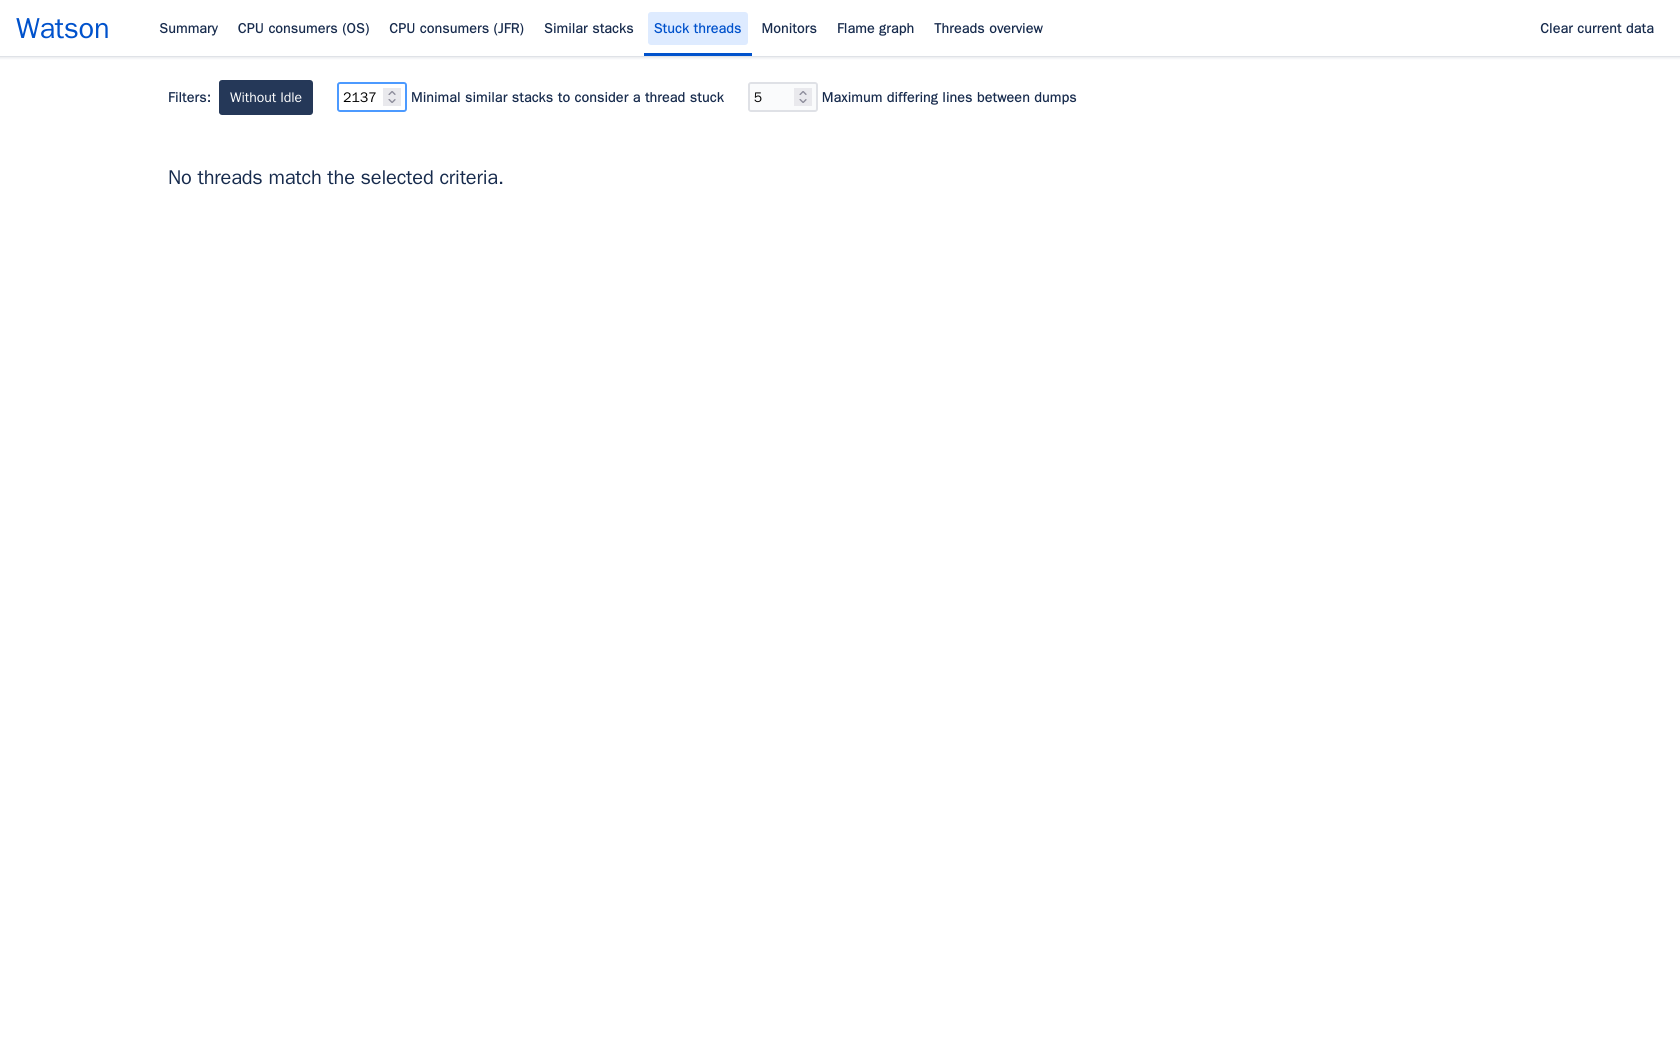 Watson Summary CPU consumers (OS) CPU consumers (JFR) Similar stacks Stuck threads Monitors Flame graph Threads overview Clear current data
Filters: Without Idle 2137 Minimal similar stacks to consider a thread stuck 5 Maximum differing lines between dumps
No threads match the selected criteria.